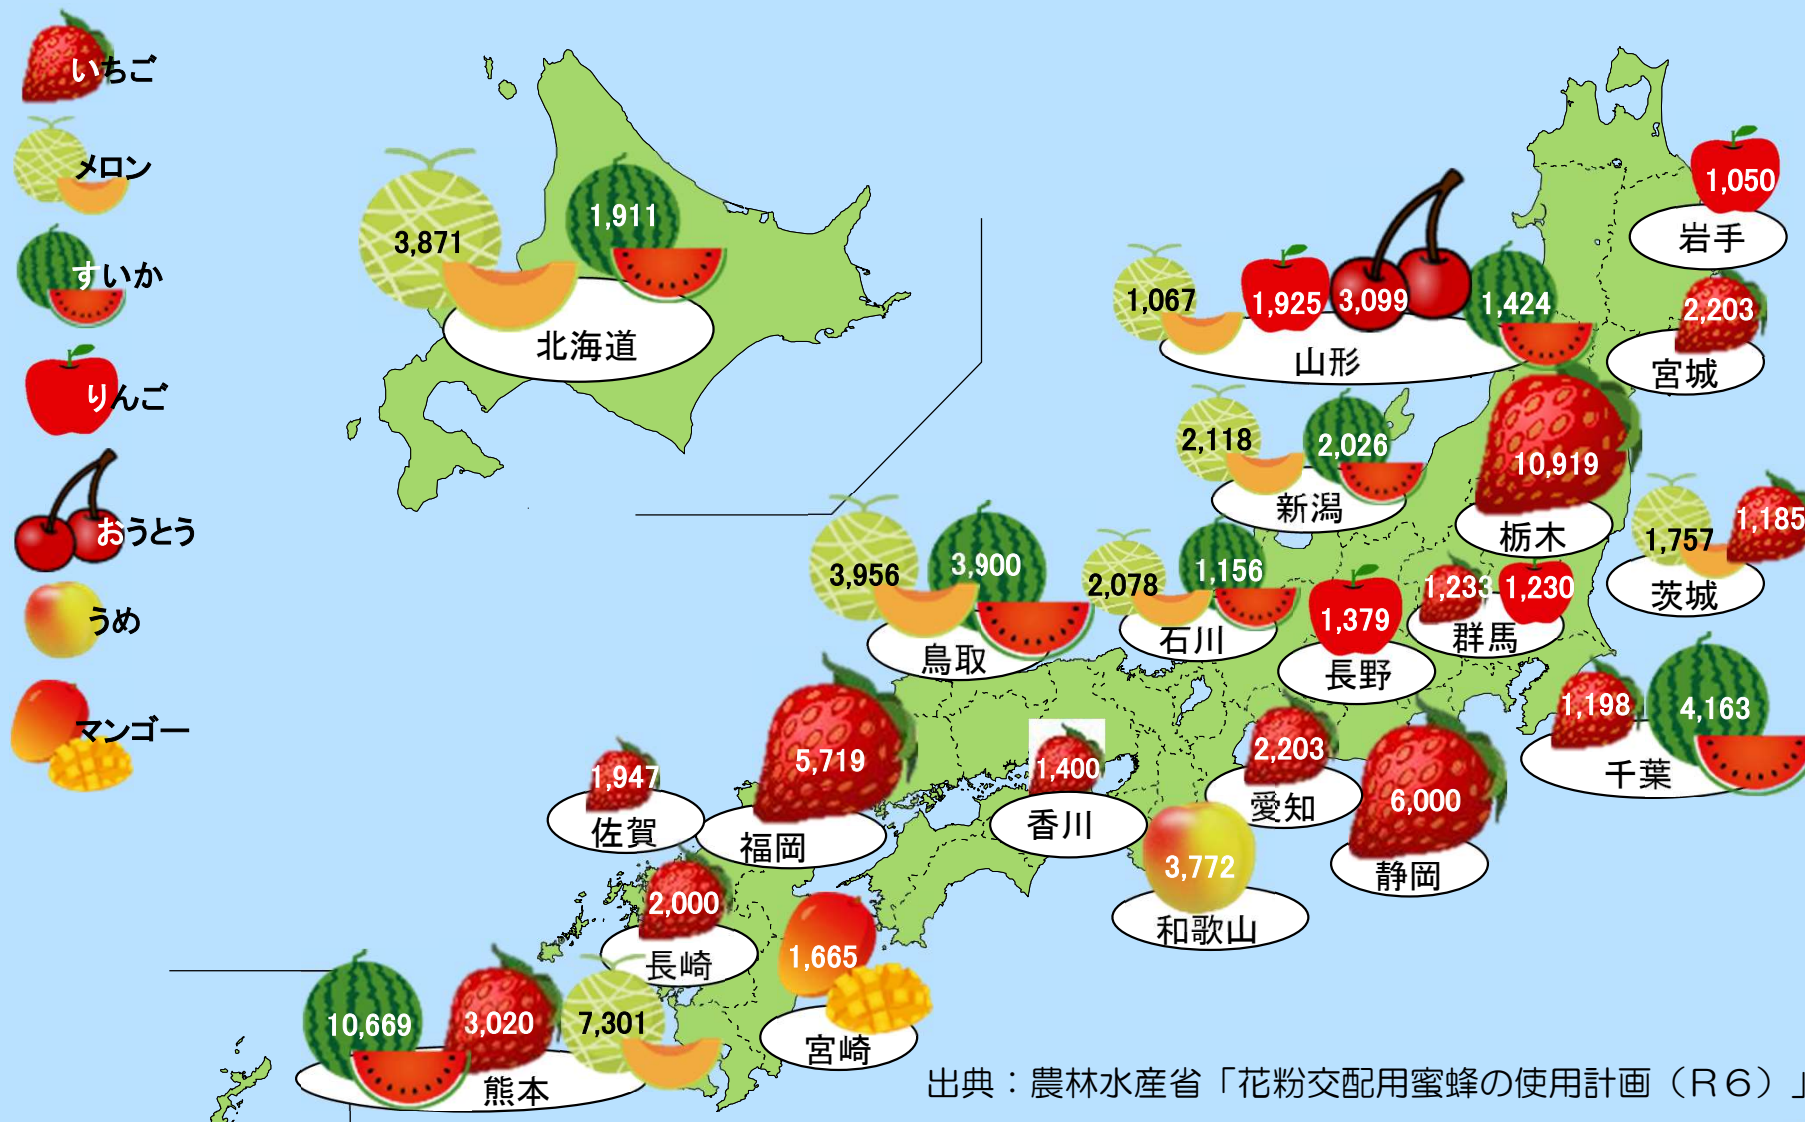 いちご
メロン
すいか
りんご
おうとう
うめ
マンゴー
3,871
1,911
北海道
1,050
岩手
1,067
1,925
3,099
1,424
山形
2,203
宮城
2,118
2,026
新潟
10,919
栃木
1,757
1,185
茨城
3,956
3,900
鳥取
2,078
1,156
石川
1,379
長野
1,233
1,230
群馬
1,198
4,163
千葉
1,947
佐賀
5,719
福岡
1,400
香川
2,203
愛知
6,000
静岡
3,772
和歌山
2,000
長崎
1,665
宮崎
10,669
3,020
7,301
熊本
出典：農林水産省「花粉交配用蜜蜂の使用計画（Ｒ６）」